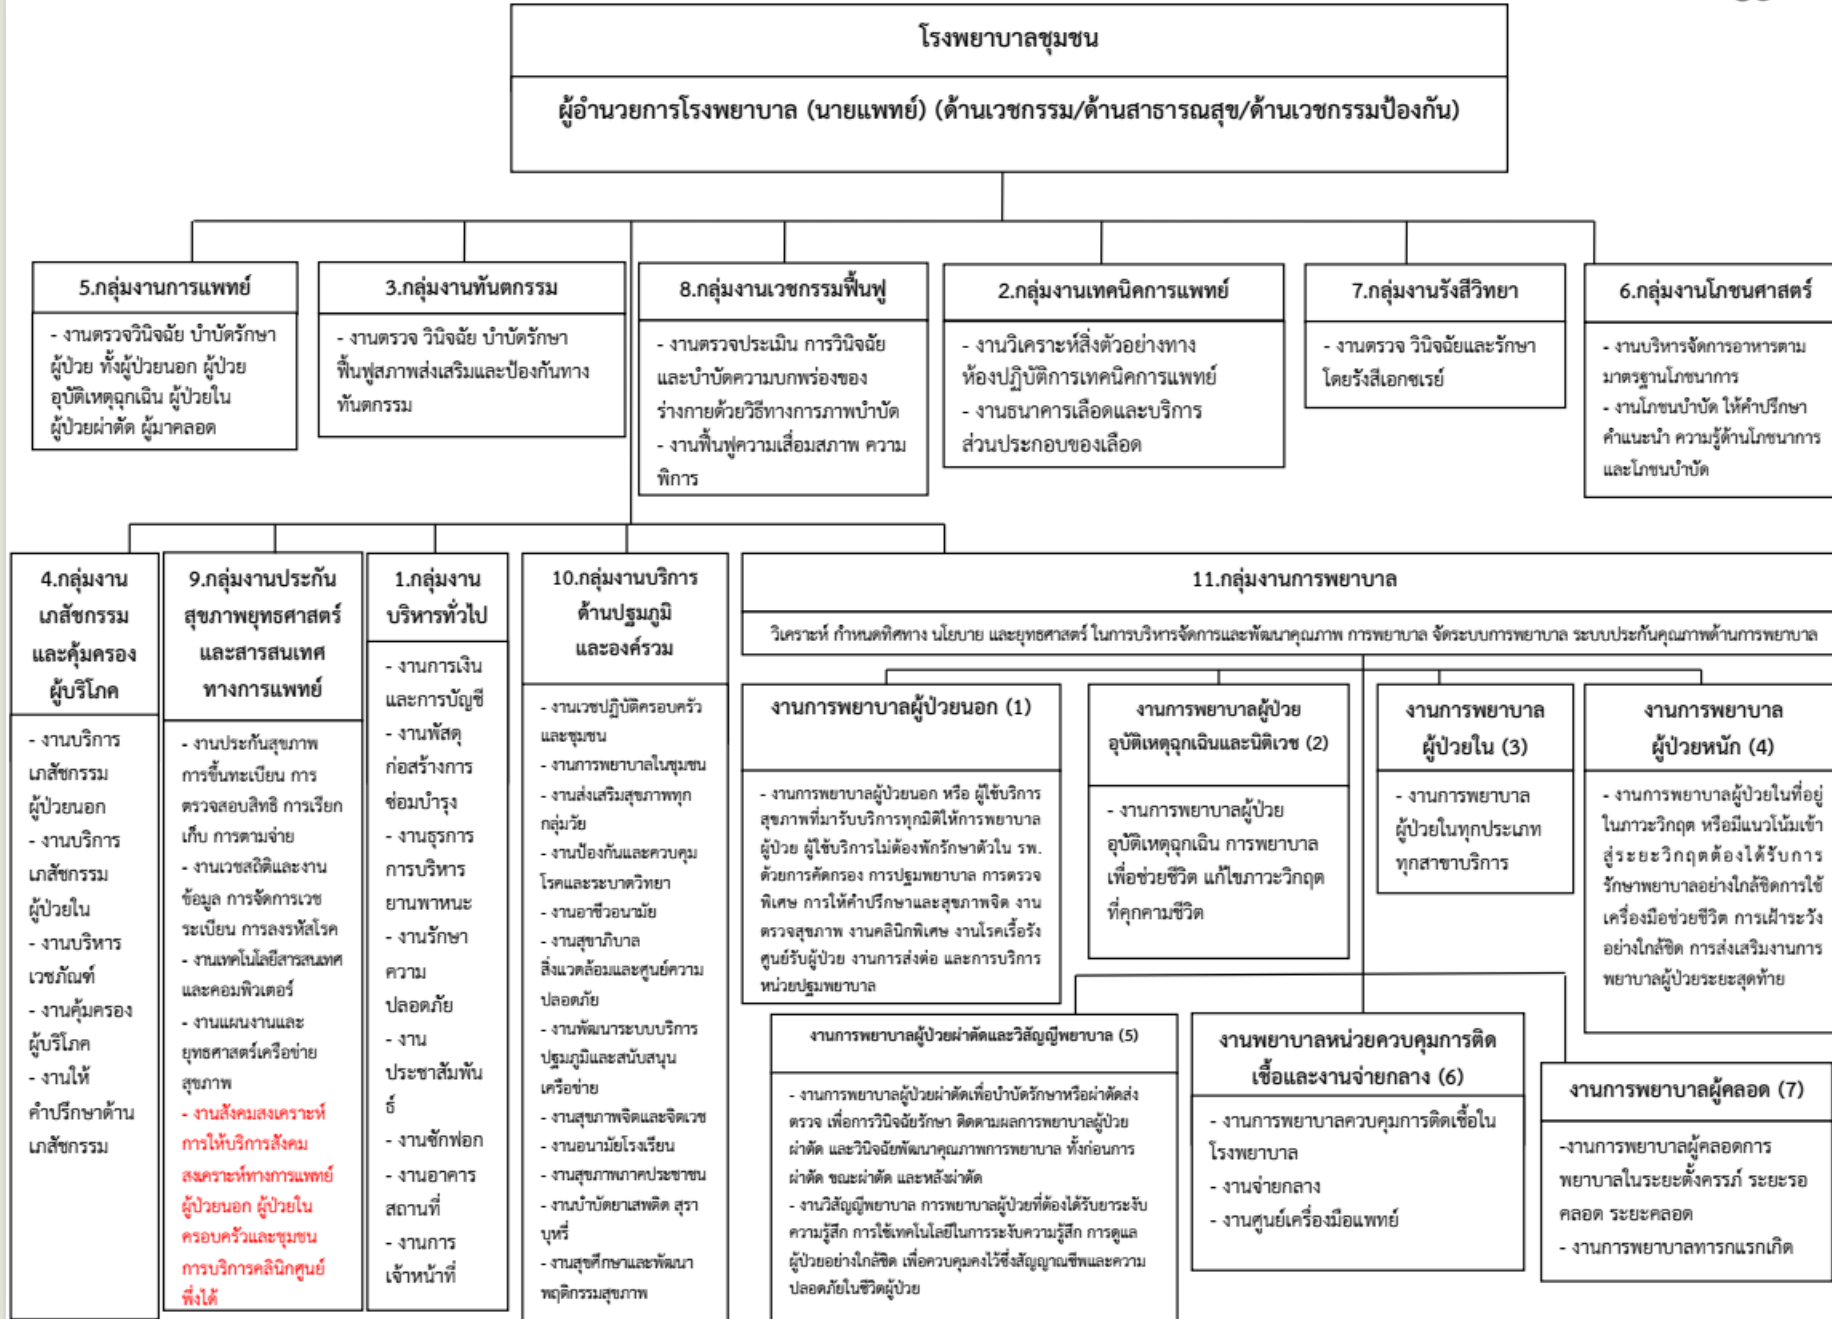 โรงพยาบาลชุมชน
ผู้อำนวยการโรงพยาบาล (นายแพทย์) (ด้านเวชกรรม/ด้านสาธารณสุข/ด้านเวชกรรมป้องกัน)
5.กลุ่มงานการแพทย์
- งานตรวจวินิจฉัย บำบัดรักษา
ผู้ป่วย ทั้งผู้ป่วยนอก ผู้ป่วย
อุบัติเหตุฉุกเฉิน ผู้ป่วยใน
ผู้ป่วยผ่าตัด ผู้มาคลอด
3.กลุ่มงานทันตกรรม
- งานตรวจ วินิจฉัย บำบัดรักษา
ฟื้นฟูสภาพส่งเสริมและป้องกันทาง
ทันตกรรม
8.กลุ่มงานเวชกรรมฟื้นฟู
- งานตรวจประเมิน การวินิจฉัย
และบำบัดความบกพร่องของ
ร่างกายด้วยวิธีทางการภาพบำบัด
- งานฟื้นฟูความเสื่อมสภาพ ความ
พิการ
2.กลุ่มงานเทคนิคการแพทย์
- งานวิเคราะห์สิ่งตัวอย่างทาง
ห้องปฏิบัติการเทคนิคการแพทย์
- งานธนาคารเลือดและบริการ
ส่วนประกอบของเลือด
7.กลุ่มงานรังสีวิทยา
- งานตรวจ วินิจฉัยและรักษา
โดยรังสีเอกซเรย์
6.กลุ่มงานโภชนศาสตร์
- งานบริหารจัดการอาหารตาม
มาตรฐานโภชนาการ
- งานโภชนบำบัด ให้คำปรึกษา
คำแนะนำ ความรู้ด้านโภชนาการ
และโภชนบำบัด
4.กลุ่มงาน
เภสัชกรรม
และคุ้มครอง
ผู้บริโภค
- งานบริการ
เภสัชกรรม
ผู้ป่วยนอก
- งานบริการ
เภสัชกรรม
ผู้ป่วยใน
- งานบริหาร
เวชภัณฑ์
- งานคุ้มครอง
ผู้บริโภค
- งานให้
คำปรึกษาด้าน
เภสัชกรรม
9.กลุ่มงานประกัน
สุขภาพยุทธศาสตร์
และสารสนเทศ
ทางการแพทย์
- งานประกันสุขภาพ
การขึ้นทะเบียน การ
ตรวจสอบสิทธิ การเรียก
เก็บ การตามจ่าย
- งานเวชสถิติและงาน
ข้อมูล การจัดการเวช
ระเบียน การลงรหัสโรค
- งานเทคโนโลยีสารสนเทศ
และคอมพิวเตอร์
- งานแผนงานและ
ยุทธศาสตร์เครือข่าย
สุขภาพ
- งานสังคมสงเคราะห์
การให้บริการสังคม
สงเคราะห์ทางการแพทย์
ผู้ป่วยนอก ผู้ป่วยใน
ครอบครัวและชุมชน
การบริการคลินิกศูนย์
พึ่งได้
1.กลุ่มงาน
บริหารทั่วไป
- งานการเงิน
และการบัญชี
- งานพัสดุ
ก่อสร้างการ
ซ่อมบำรุง
- งานธุรการ
การบริหาร
ยานพาหนะ
- งานรักษา
ความ
ปลอดภัย
- งาน
ประชาสัมพัน
ธ์
- งานซักฟอก
- งานอาคาร
สถานที่
- งานการ
เจ้าหน้าที่
10.กลุ่มงานบริการ
ด้านปฐมภูมิ
และองค์รวม
- งานเวชปฏิบัติครอบครัว
และชุมชน
- งานการพยาบาลในชุมชน
- งานส่งเสริมสุขภาพทุก
กลุ่มวัย
- งานป้องกันและควบคุม
โรคและระบาดวิทยา
- งานอาชีวอนามัย
- งานสุขาภิบาล
สิ่งแวดล้อมและศูนย์ความ
ปลอดภัย
- งานพัฒนาระบบบริการ
ปฐมภูมิและสนับสนุน
เครือข่าย
- งานสุขภาพจิตและจิตเวช
- งานอนามัยโรงเรียน
- งานสุขภาพภาคประชาชน
- งานบำบัดยาเสพติด สุรา
บุหรี่
- งานสุขศึกษาและพัฒนา
พฤติกรรมสุขภาพ
11.กลุ่มงานการพยาบาล
วิเคราะห์ กำหนดทิศทาง นโยบาย และยุทธศาสตร์ ในการบริหารจัดการและพัฒนาคุณภาพ การพยาบาล จัดระบบการพยาบาล ระบบประกันคุณภาพด้านการพยาบาล
งานการพยาบาลผู้ป่วยนอก (1)
- งานการพยาบาลผู้ป่วยนอก หรือ ผู้ใช้บริการ
สุขภาพที่มารับบริการทุกมิติให้การพยาบาล
ผู้ป่วย ผู้ใช้บริการไม่ต้องพักรักษาตัวใน รพ.
ด้วยการคัดกรอง การปฐมพยาบาล การตรวจ
พิเศษ การให้คำปรึกษาและสุขภาพจิต งาน
ตรวจสุขภาพ งานคลินิกพิเศษ งานโรคเรื้อรัง
ศูนย์รับผู้ป่วย งานการส่งต่อ และการบริการ
หน่วยปฐมพยาบาล
งานการพยาบาลผู้ป่วย
อุบัติเหตุฉุกเฉินและนิติเวช (2)
- งานการพยาบาลผู้ป่วย
อุบัติเหตุฉุกเฉิน การพยาบาล
เพื่อช่วยชีวิต แก้ไขภาวะวิกฤต
ที่คุกคามชีวิต
งานการพยาบาล
ผู้ป่วยใน (3)
- งานการพยาบาล
ผู้ป่วยในทุกประเภท
ทุกสาขาบริการ
งานการพยาบาล
ผู้ป่วยหนัก (4)
- งานการพยาบาลผู้ป่วยในที่อยู่
ในภาวะวิกฤต หรือมีแนวโน้มเข้า
สู่ระยะวิกฤตต้องได้รับการ
รักษาพยาบาลอย่างใกล้ชิดการใช้
เครื่องมือช่วยชีวิต การเฝ้าระวัง
อย่างใกล้ชิด การส่งเสริมงานการ
พยาบาลผู้ป่วยระยะสุดท้าย
งานการพยาบาลผู้ป่วยผ่าตัดและวิสัญญีพยาบาล (5)
- งานการพยาบาลผู้ป่วยผ่าตัดเพื่อบำบัดรักษาหรือผ่าตัดส่ง
ตรวจ เพื่อการวินิจฉัยรักษา ติดตามผลการพยาบาลผู้ป่วย
ผ่าตัด และวินิจฉัยพัฒนาคุณภาพการพยาบาล ทั้งก่อนการ
ผ่าตัด ขณะผ่าตัด และหลังผ่าตัด
- งานวิสัญญีพยาบาล การพยาบาลผู้ป่วยที่ต้องได้รับยาระงับ
ความรู้สึก การใช้เทคโนโลยีในการระงับความรู้สึก การดูแล
ผู้ป่วยอย่างใกล้ชิด เพื่อควบคุมคงไว้ซึ่งสัญญาณชีพและความ
ปลอดภัยในชีวิตผู้ป่วย
งานพยาบาลหน่วยควบคุมการติด
เชื้อและงานจ่ายกลาง (6)
- งานการพยาบาลควบคุมการติดเชื้อใน
โรงพยาบาล
- งานจ่ายกลาง
- งานศูนย์เครื่องมือแพทย์
งานการพยาบาลผู้คลอด (7)
-งานการพยาบาลผู้คลอดการ
พยาบาลในระยะตั้งครรภ์ ระยะรอ
คลอด ระยะคลอด
- งานการพยาบาลทารกแรกเกิด